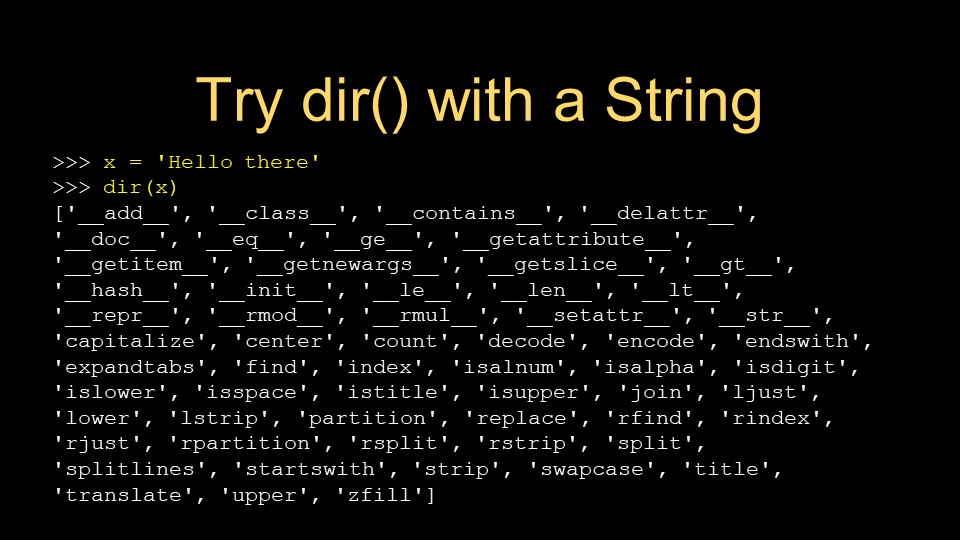 Try dir() with a String
>>> x = 'Hello there'
>>> dir(x)
['__add__', '__class__', '__contains__', '__delattr__',
'__doc__', '__eq__', '__ge__', '__getattribute__',
'__getitem__', '__getnewargs__', '__getslice__', '__gt__',
'__hash__', '__init__', '__le__', '__len__', '__lt__',
'__repr__', '__rmod__', '__rmul__', '__setattr__', '__str__',
'capitalize', 'center', 'count', 'decode', 'encode', 'endswith',
'expandtabs', 'find', 'index', 'isalnum', 'isalpha', 'isdigit',
'islower', 'isspace', 'istitle', 'isupper', 'join', 'ljust',
'lower', 'lstrip', 'partition', 'replace', 'rfind', 'rindex',
'rjust', 'rpartition', 'rsplit', 'rstrip', 'split',
'splitlines', 'startswith', 'strip', 'swapcase', 'title',
'translate', 'upper', 'zfill']